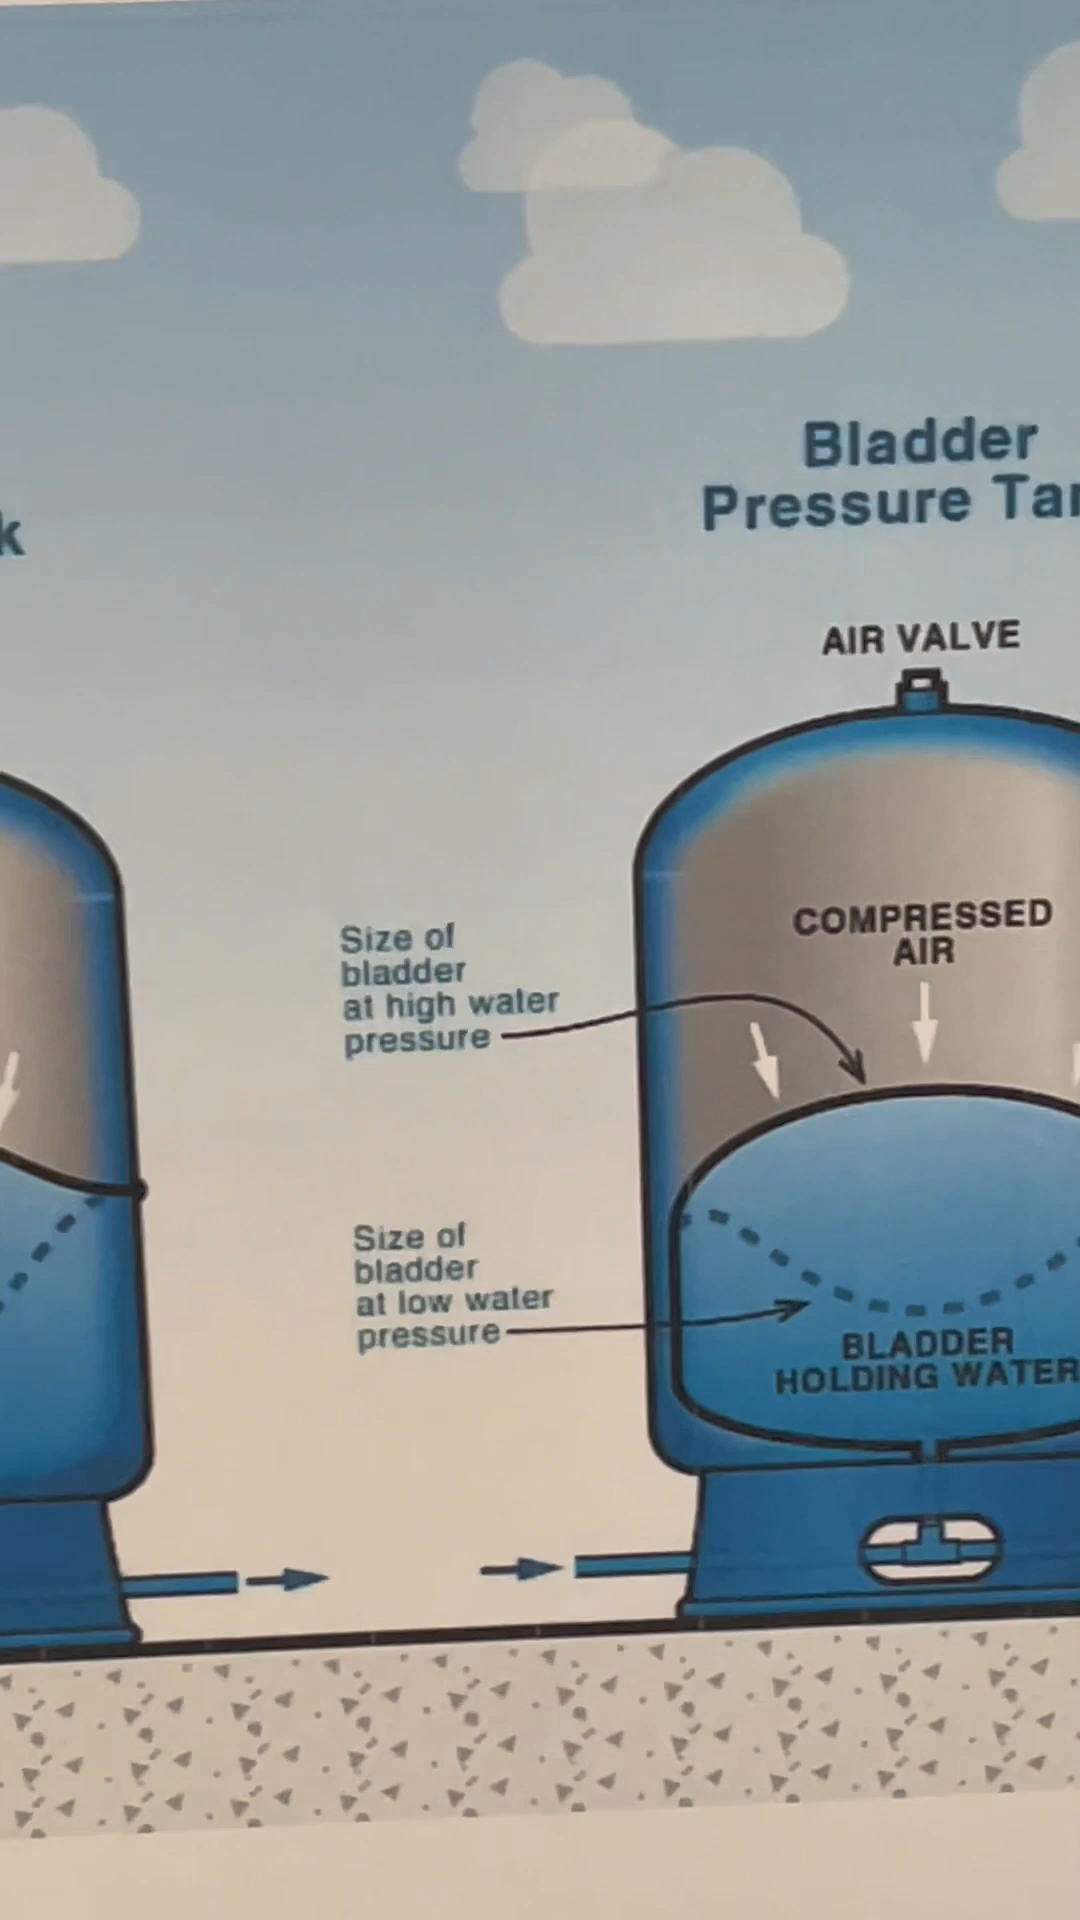 Bladder
Pressure
AIR VALVE
COMPRESSED
AIR
Size of
bladder
at high water
pressure
Size of
bladder
at low water
pressure
BLADDER
HOLDING WATER